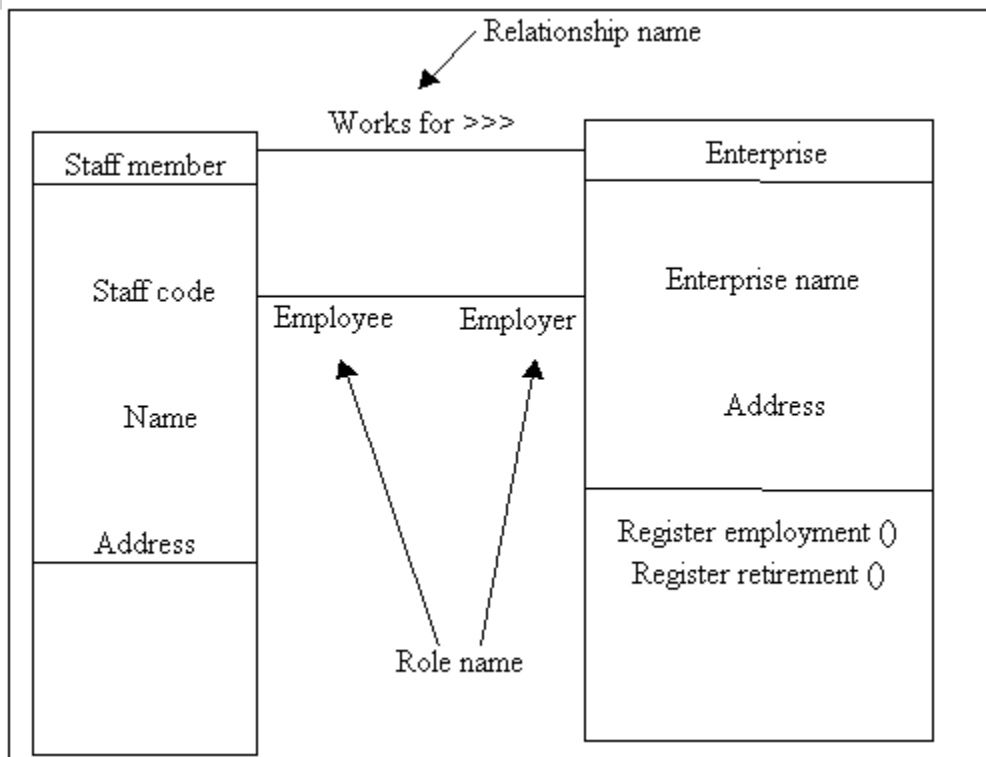 Relationship name
Works for >>>
Staff member
Enterprise
Staff code
Enterprise name
Employee
Employer
Name
Address
Address
Register employment ()
Register retirement ()
Role name